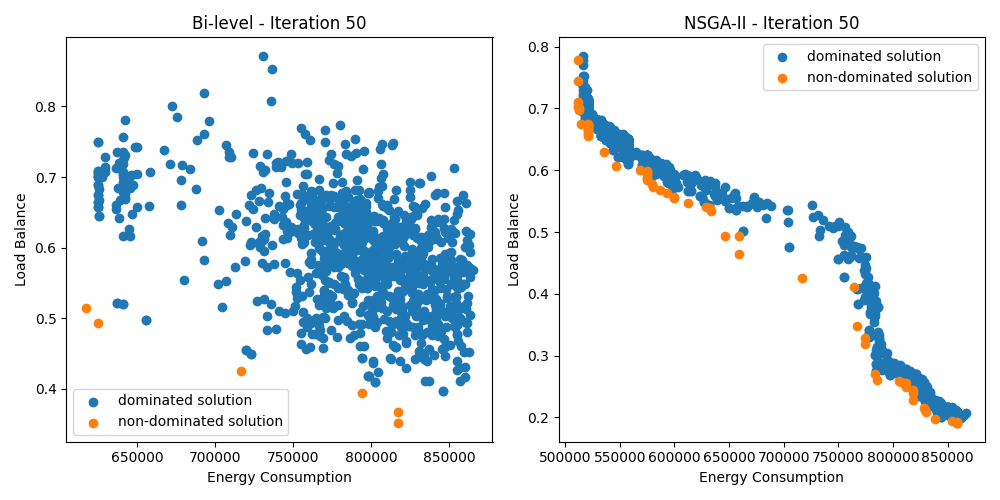 Bi-level - Iteration 50
Load Balance
0.8
0.7
0.6
0.5
0.4
dominated solution
non-dominated solution
650000 700000 750000 800000 850000
Energy Consumption
NSGA-II - Iteration 50
Load Balance
0.8
0.7
0.6
0.5
0.4
0.3
0.2
dominated solution
non-dominated solution
500000 550000 600000 650000 700000 750000 800000 850000
Energy Consumption